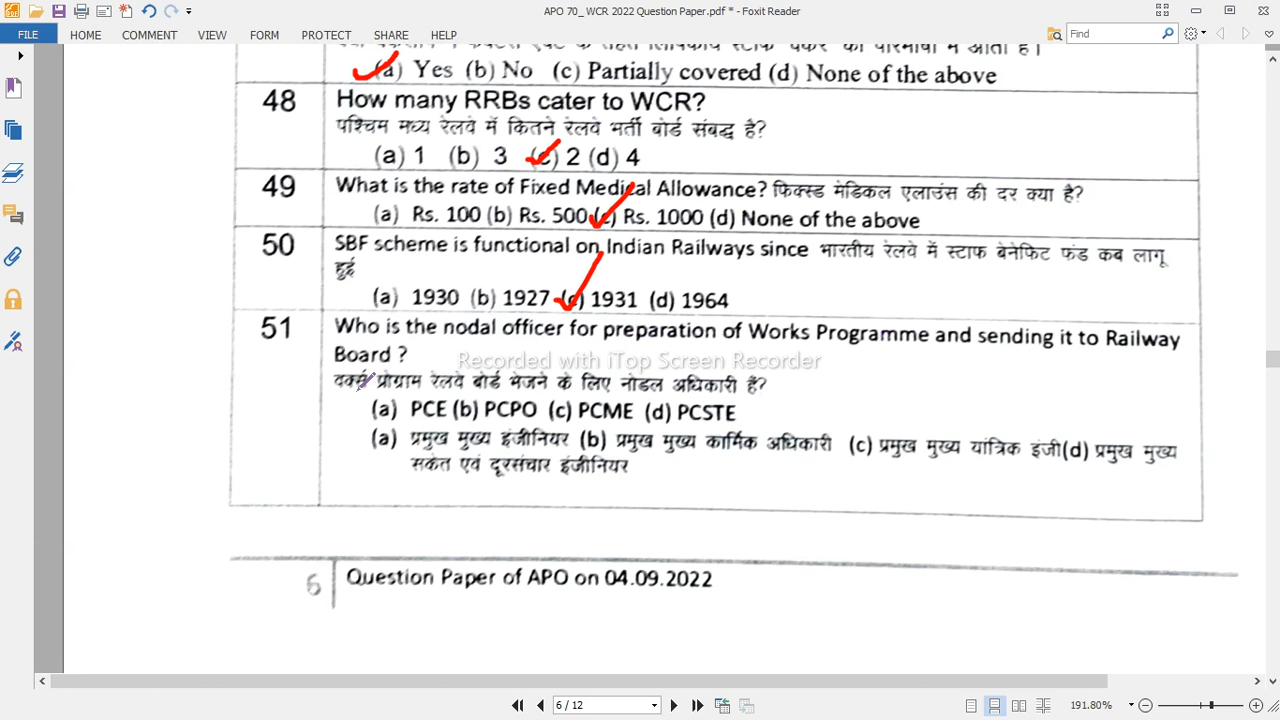 APO 70_ WCR 2022 Question Paper.pdf * - Foxit Reader
FILE HOME COMMENT VIEW FORM PROTECT SHARE HELP Find
(a) Yes (b) No (c) Partially covered (d) None of the above
48 How many RRBs cater to WCR?
पश्चिम मध्य रेलवे में कितने रेलवे भर्ती बोर्ड संबद्ध है?
(a) 1 (b) 3 (c) 2 (d) 4
49 What is the rate of Fixed Medical Allowance? फिक्स्ड मेडिकल एलाउंस की दर क्या है?
(a) Rs. 100 (b) Rs. 500 (c) Rs. 1000 (d) None of the above
50 SBF scheme is functional on Indian Railways since भारतीय रेलवे में स्टाफ बेनेफिट फंड कब लागू
हुई
(a) 1930 (b) 1927 (c) 1931 (d) 1964
51 Who is the nodal officer for preparation of Works Programme and sending it to Railway
Board ?
Recorded with iTop Screen Recorder
वर्क्स प्रोग्राम रेलवे बोर्ड भेजने के लिए नोडल अधिकारी हैं?
(a) PCE (b) PCPO (c) PCME (d) PCSTE
(a) प्रमुख मुख्य इंजीनियर (b) प्रमुख मुख्य कार्मिक अधिकारी (c) प्रमुख मुख्य यांत्रिक इंजी(d) प्रमुख मुख्य
सकेत एवं दूरसंचार इंजीनियर
6 Question Paper of APO on 04.09.2022
6 / 12 191.80%